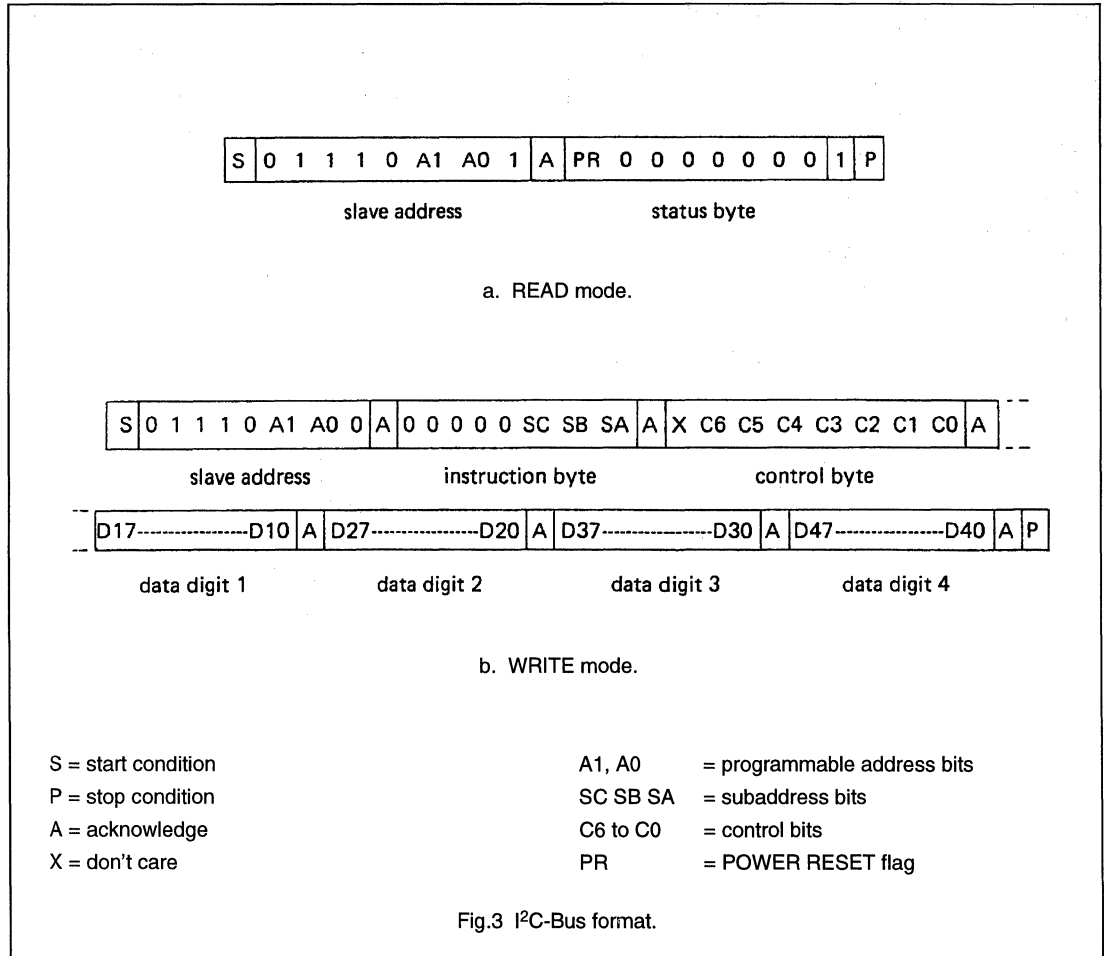 S 0 1 1 1 0 A1 A0 1 A PR 0 0 0 0 0 0 0 1 P
slave address status byte
a. READ mode.
S 0 1 1 1 0 A1 A0 0 A 0 0 0 0 0 SC SB SA A X C6 C5 C4 C3 C2 C1 C0 A
slave address instruction byte control byte
D17-----------------D10 A D27-----------------D20 A D37-----------------D30 A D47-----------------D40 A P
data digit 1 data digit 2 data digit 3 data digit 4
b. WRITE mode.
S = start condition A1, A0 = programmable address bits
P = stop condition SC SB SA = subaddress bits
A = acknowledge C6 to C0 = control bits
X = don't care PR = POWER RESET flag
Fig.3 I²C-Bus format.